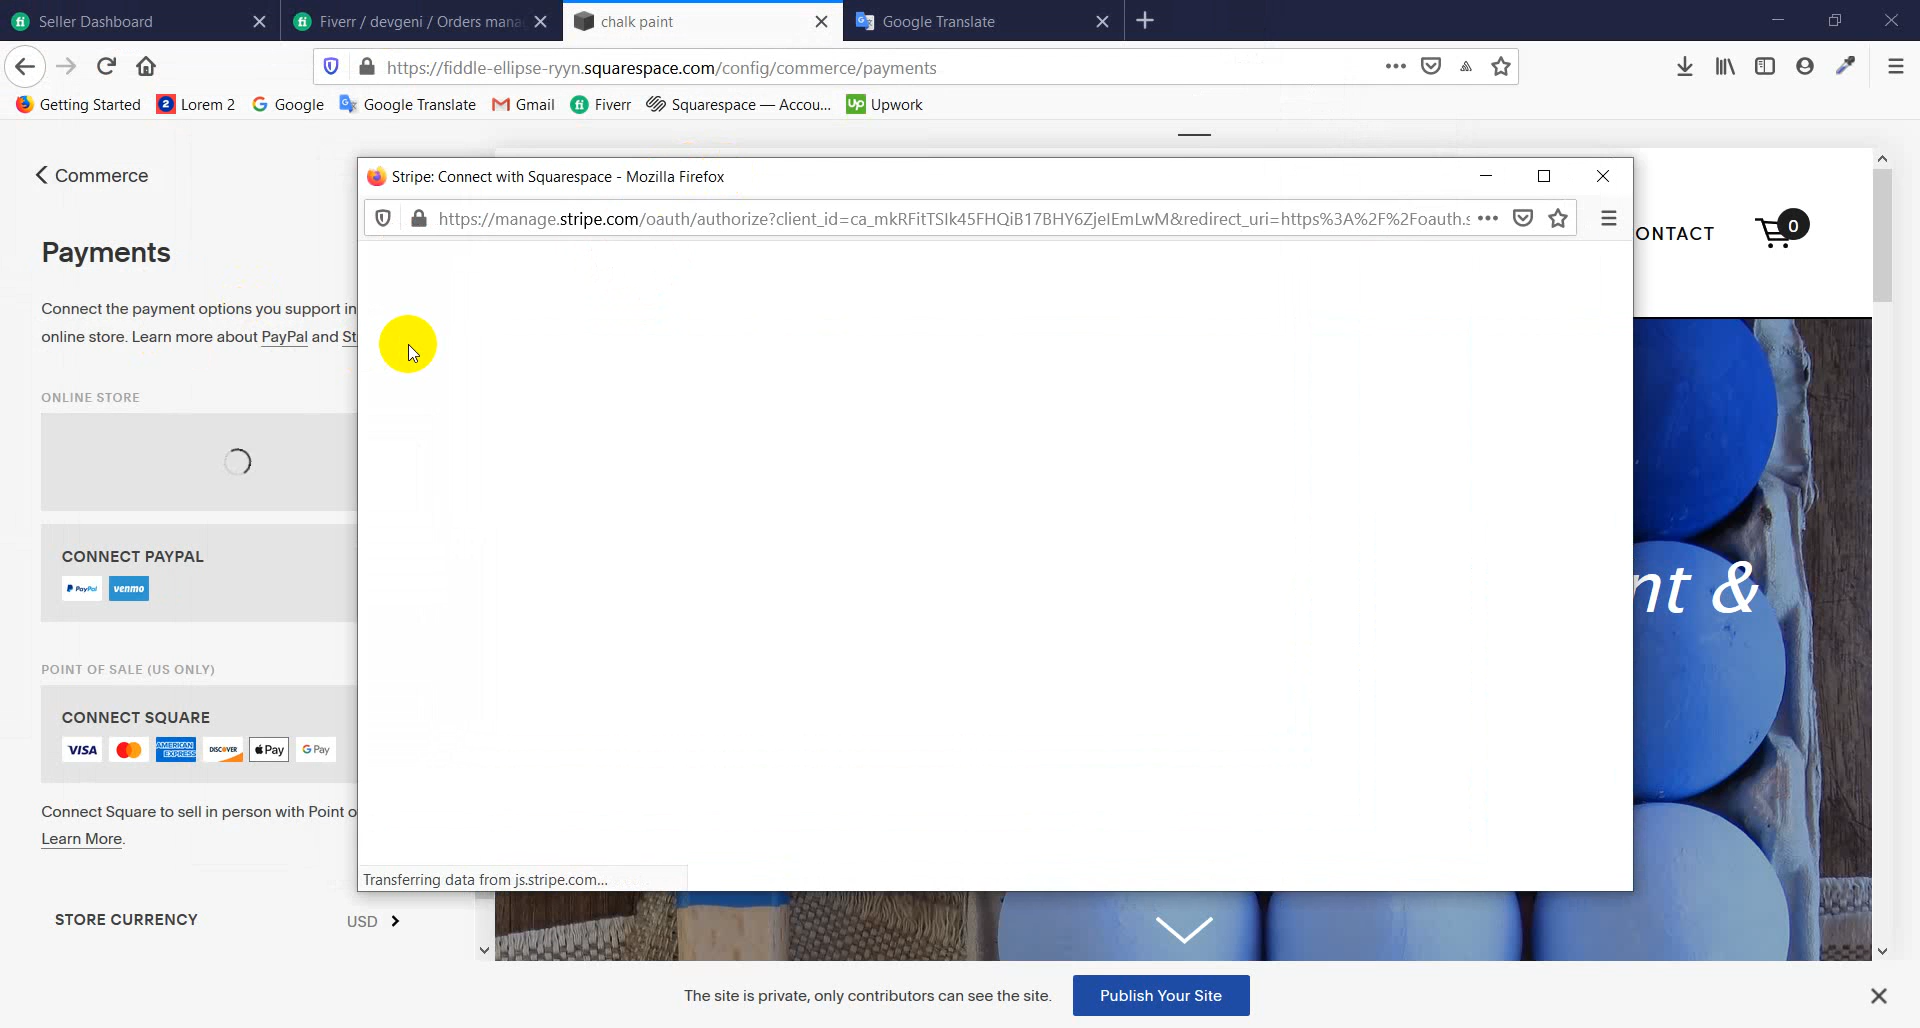 Seller Dashboard
Fiverr / devgeni / Orders mana
chalk paint
Google Translate
https://fiddle-ellipse-ryyn.squarespace.com/config/commerce/payments
Getting Started
Lorem 2
Google
Google Translate
Gmail
Fiverr
Squarespace — Accou...
Upwork
Commerce
Payments
Connect the payment options you support in
online store. Learn more about PayPal and St
ONLINE STORE
CONNECT PAYPAL
PayPal venmo
POINT OF SALE (US ONLY)
CONNECT SQUARE
VISA AMERICAN EXPRESS DISCOVER Pay G Pay
Connect Square to sell in person with Point o
Learn More.
STORE CURRENCY USD
Stripe: Connect with Squarespace - Mozilla Firefox
https://manage.stripe.com/oauth/authorize?client_id=ca_mkRFitTSIk45FHQiB17BHY6ZjelEmLwM&redirect_uri=https%3A%2F%2Foauth.s
Transferring data from js.stripe.com...
ONTACT
0
nt &
The site is private, only contributors can see the site.
Publish Your Site